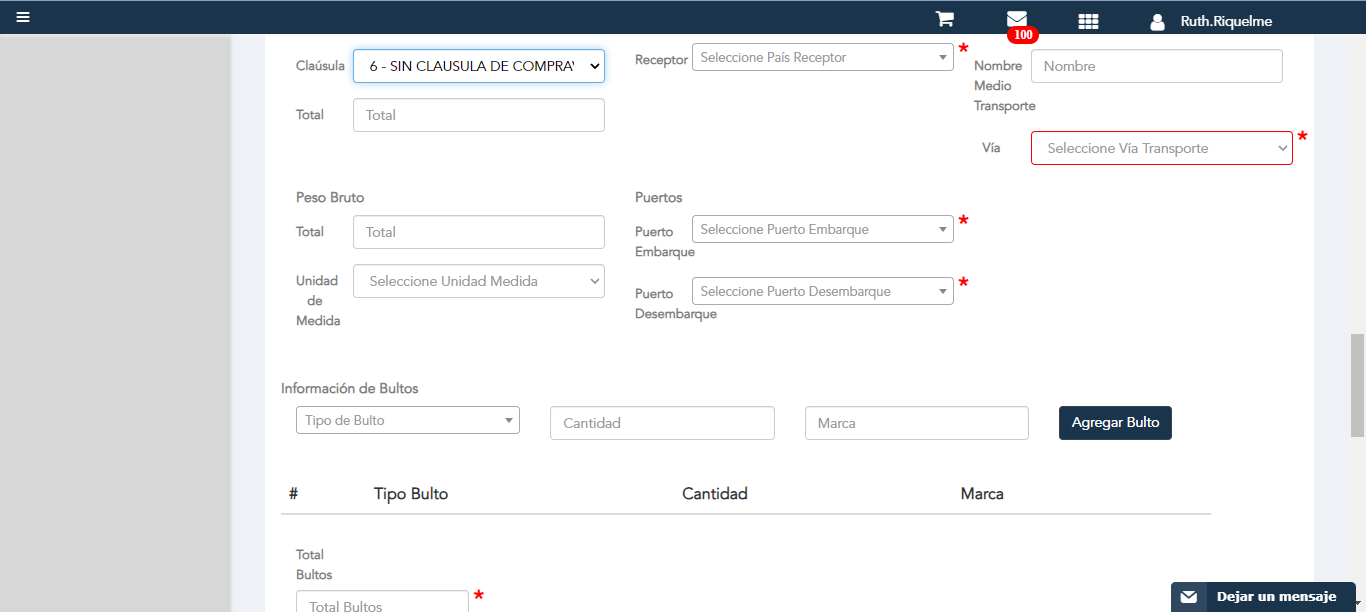 100
Ruth.Riquelme
Claúsula
6 - SIN CLAUSULA DE COMPRAV
Total
Total
Receptor
Seleccione País Receptor
*
Nombre
Medio
Transporte
Nombre
Vía
Seleccione Vía Transporte
*
Peso Bruto
Total
Total
Unidad
de
Medida
Seleccione Unidad Medida
Puertos
Puerto
Embarque
Seleccione Puerto Embarque
*
Puerto
Desembarque
Seleccione Puerto Desembarque
*
Información de Bultos
Tipo de Bulto
Cantidad
Marca
Agregar Bulto
# Tipo Bulto Cantidad Marca
Total
Bultos
Total Bultos
*
Dejar un mensaje